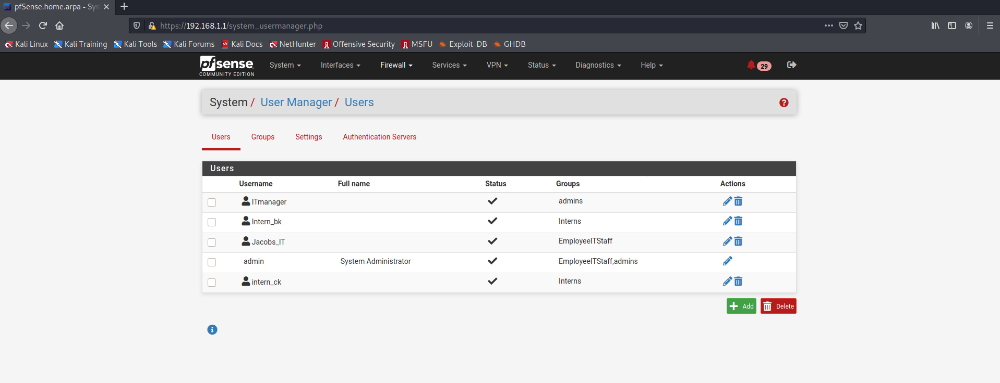 pfSense.home.arpa - Sys
https://192.168.1.1/system_usermanager.php
Kali Linux Kali Training Kali Tools Kali Forums Kali Docs NetHunter Offensive Security MSFU Exploit-DB GHDB
pfsense
COMMUNITY EDITION
System Interfaces Firewall Services VPN Status Diagnostics Help 29
System / User Manager / Users
Users Groups Settings Authentication Servers
Users
Username Full name Status Groups Actions
ITmanager admins
Intern_bk Interns
Jacobs_IT EmployeeITStaff
admin System Administrator EmployeeITStaff,admins
intern_ck Interns
Add Delete